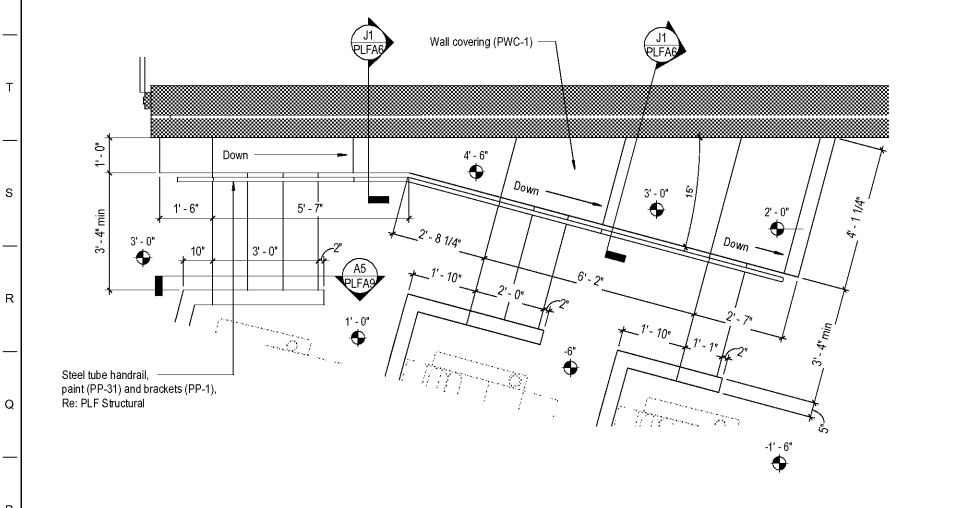 J1
PLFA6
Wall covering (PWC-1)
J1
PLFA6
T
1' - 0"
Down
4' - 6"
Down
3' - 0"
15°
S
2' - 0"
4' - 1 1/4"
1' - 6"
5' - 7"
3' - 4" min
3' - 0"
10"
3' - 0"
2"
2' - 8 1/4"
Down
A5
PLFA9
1' - 10"
6' - 2"
R
2' - 0"
2"
1' - 0"
2' - 7"
1' - 10"
1' - 1"
2"
3' - 4" min
-6"
Steel tube handrail,
paint (PP-31) and brackets (PP-1),
Re: PLF Structural
Q
5"
-1' - 6"